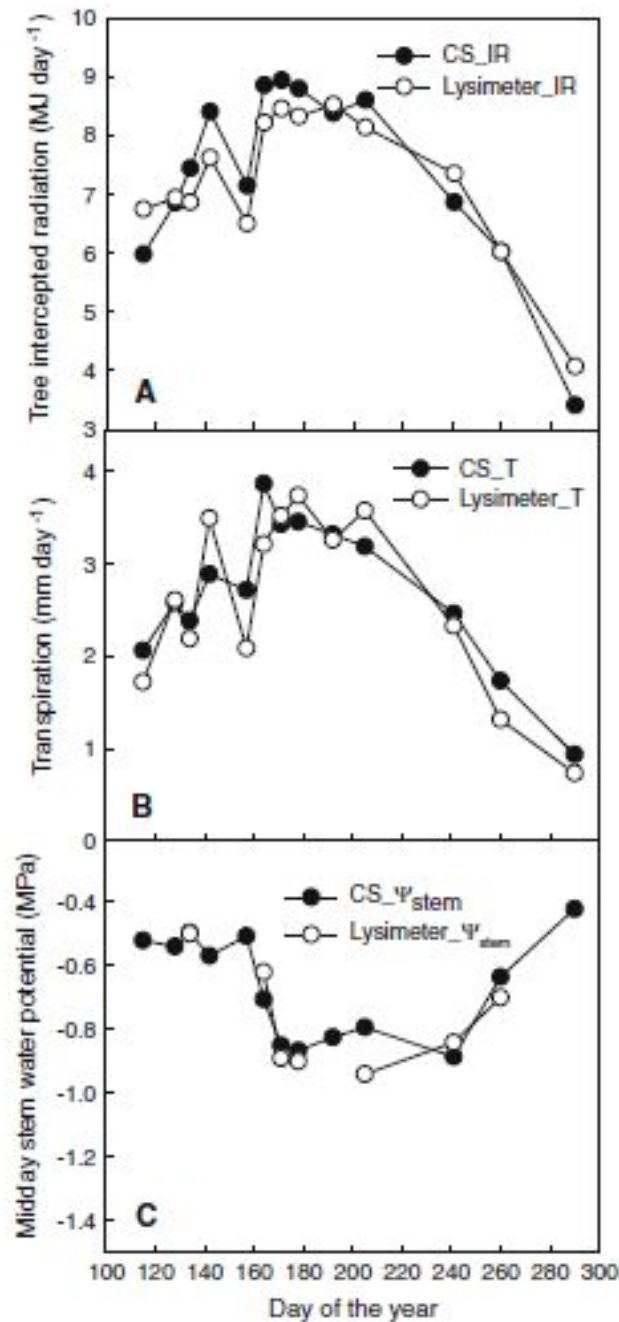 Tree intercepted radiation (MJ day⁻¹)
10
9
8
7
6
5
4
3
CS_IR
Lysimeter_IR
A
Transpiration (mm day⁻¹)
4
3
2
1
0
CS_T
Lysimeter_T
B
Midday stem water potential (MPa)
-0.4
-0.6
-0.8
-1.0
-1.2
-1.4
CS_Ψstem
Lysimeter_Ψstem
C
100 120 140 160 180 200 220 240 260 280 300
Day of the year